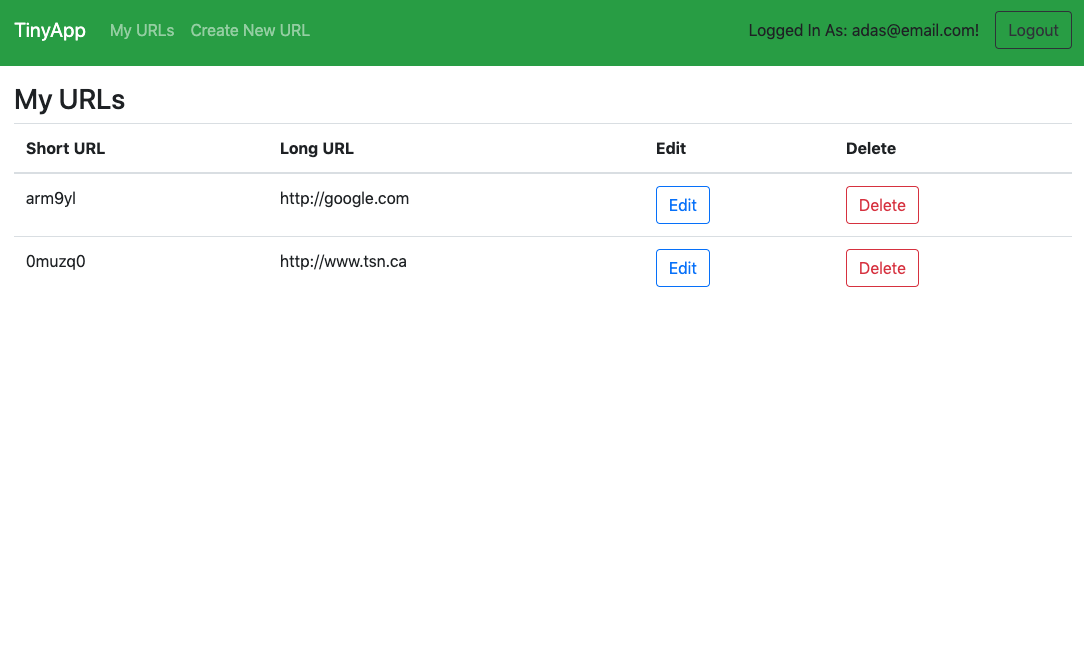 TinyApp My URLs Create New URL Logged In As: adas@email.com! Logout
My URLs
Short URL Long URL Edit Delete
arm9yl http://google.com Edit Delete
0muzq0 http://www.tsn.ca Edit Delete